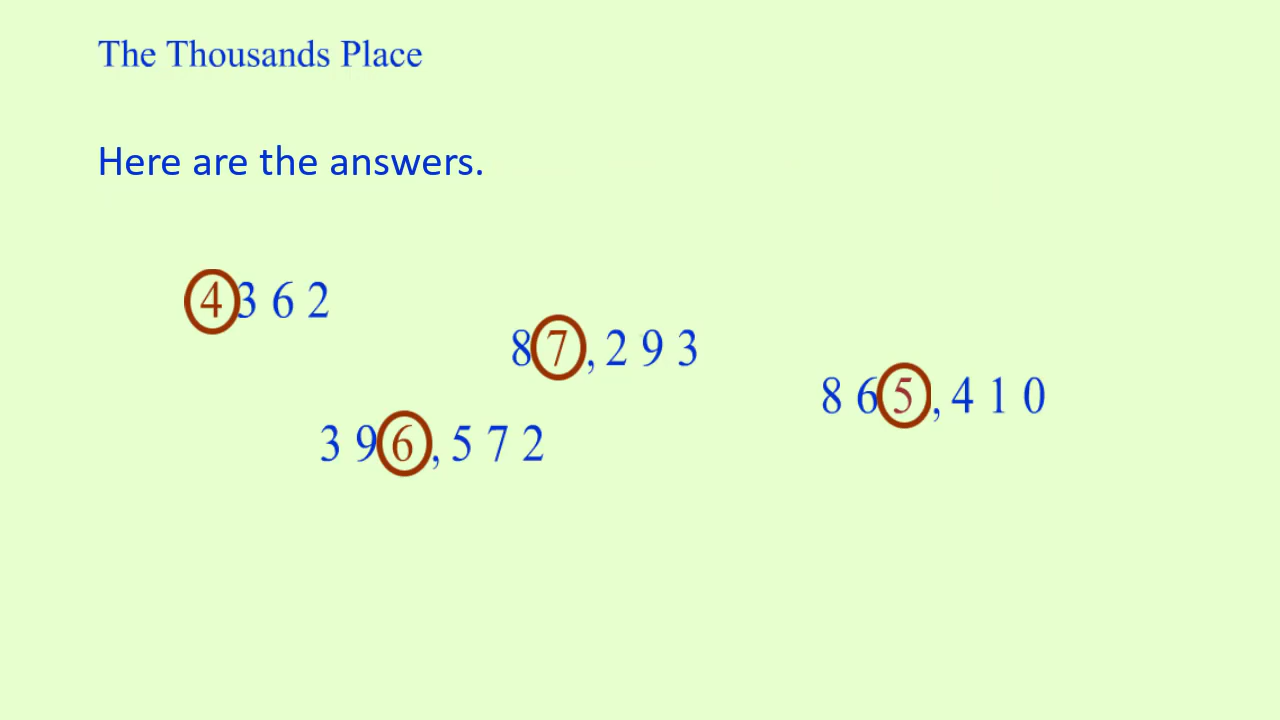 The Thousands Place
Here are the answers.
4 3 6 2
8 7 , 2 9 3
8 6 5 , 4 1 0
3 9 6 , 5 7 2